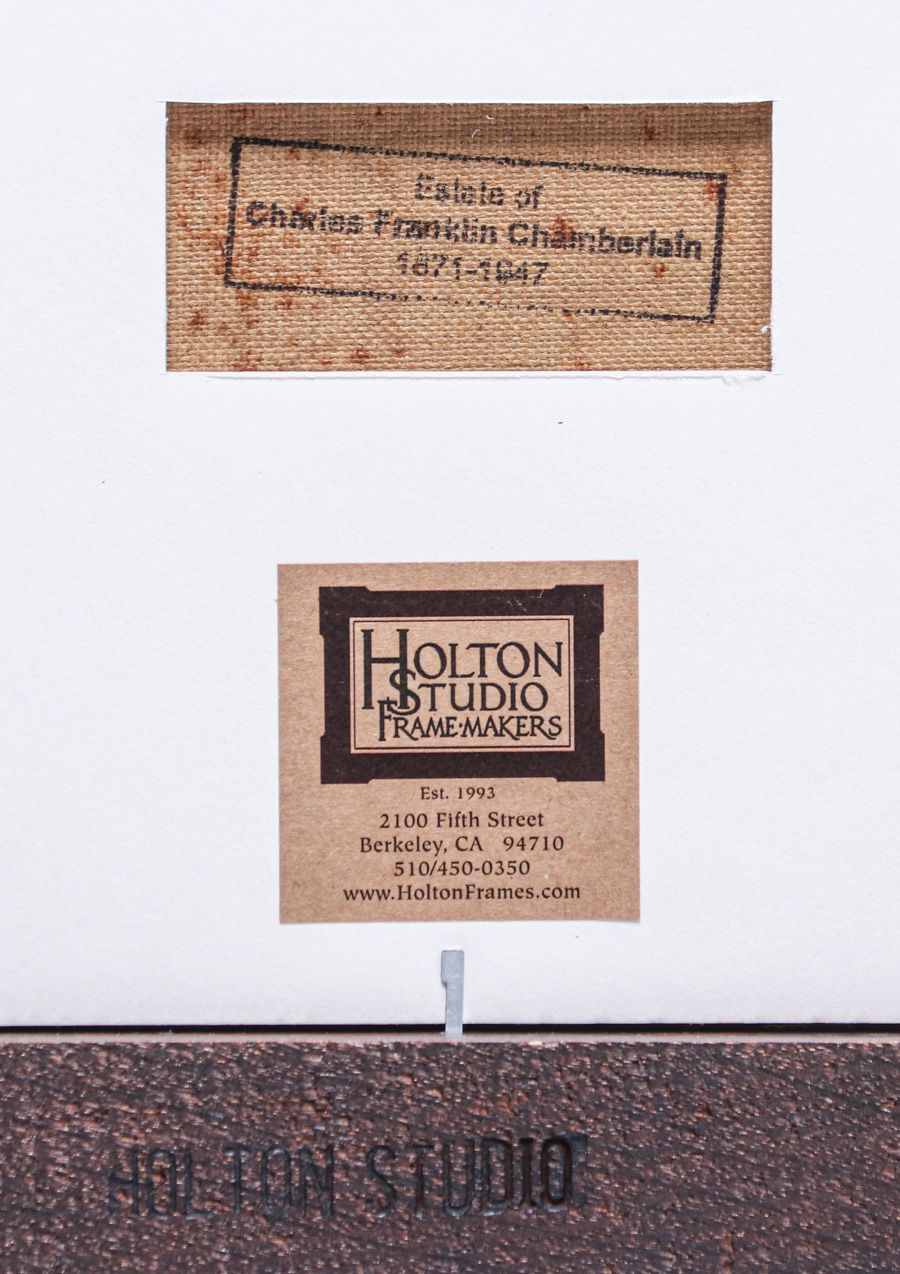 Estate of
Charles Franklin Chamberlain
1871-1947
HOLTON
STUDIO
FRAME·MAKERS
Est. 1993
2100 Fifth Street
Berkeley, CA 94710
510/450-0350
www.HoltonFrames.com
HOLTON STUDIO